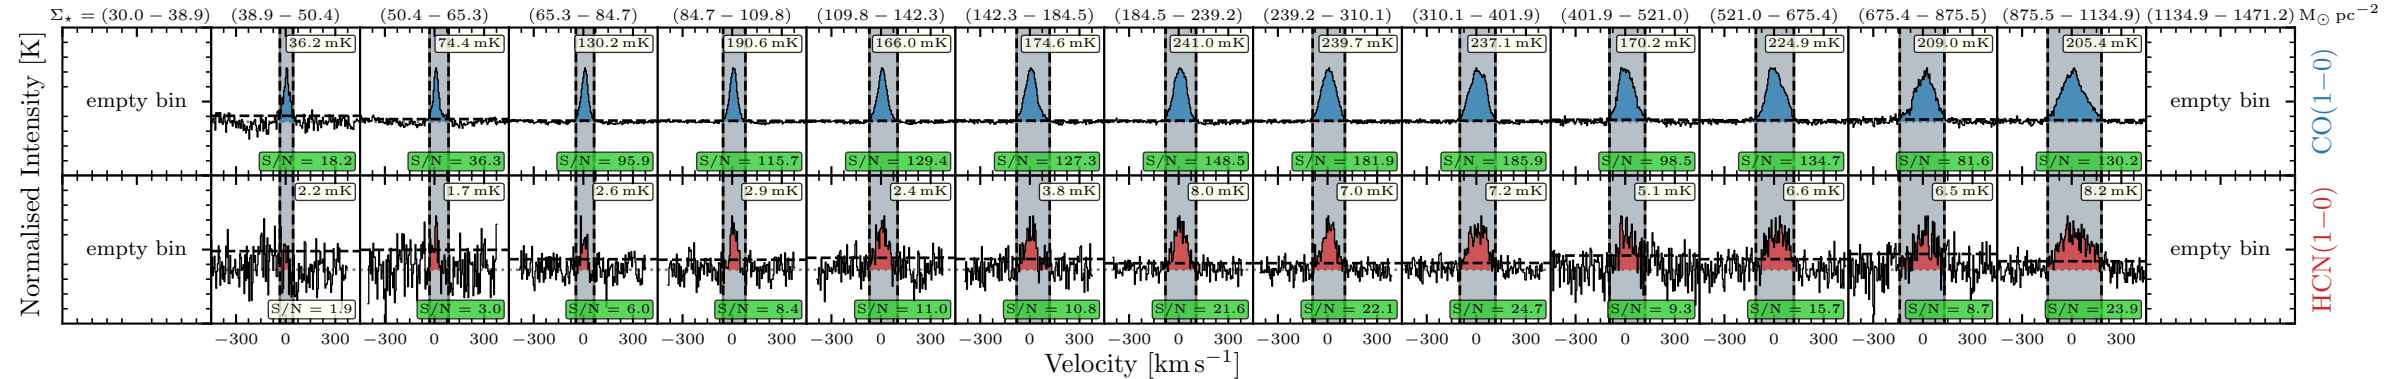 Σ⋆ = (30.0 − 38.9) (38.9 − 50.4) (50.4 − 65.3) (65.3 − 84.7) (84.7 − 109.8) (109.8 − 142.3) (142.3 − 184.5) (184.5 − 239.2) (239.2 − 310.1) (310.1 − 401.9) (401.9 − 521.0) (521.0 − 675.4) (675.4 − 875.5) (875.5 − 1134.9) (1134.9 − 1471.2) M⊙ pc⁻²
36.2 mK 74.4 mK 130.2 mK 190.6 mK 166.0 mK 174.6 mK 241.0 mK 239.7 mK 237.1 mK 170.2 mK 224.9 mK 209.0 mK 205.4 mK
empty bin empty bin
S/N = 18.2 S/N = 36.3 S/N = 95.9 S/N = 115.7 S/N = 129.4 S/N = 127.3 S/N = 148.5 S/N = 181.9 S/N = 185.9 S/N = 98.5 S/N = 134.7 S/N = 81.6 S/N = 130.2
CO(1−0)
2.2 mK 1.7 mK 2.6 mK 2.9 mK 2.4 mK 3.8 mK 8.0 mK 7.0 mK 7.2 mK 5.1 mK 6.6 mK 6.5 mK 8.2 mK
empty bin empty bin
S/N = 1.9 S/N = 3.0 S/N = 6.0 S/N = 8.4 S/N = 11.0 S/N = 10.8 S/N = 21.6 S/N = 22.1 S/N = 24.7 S/N = 9.3 S/N = 15.7 S/N = 8.7 S/N = 23.9
HCN(1−0)
Normalised Intensity [K]
−300 0 300 −300 0 300 −300 0 300 −300 0 300 −300 0 300 −300 0 300 −300 0 300 −300 0 300 −300 0 300 −300 0 300 −300 0 300 −300 0 300 −300 0 300
Velocity [km s⁻¹]